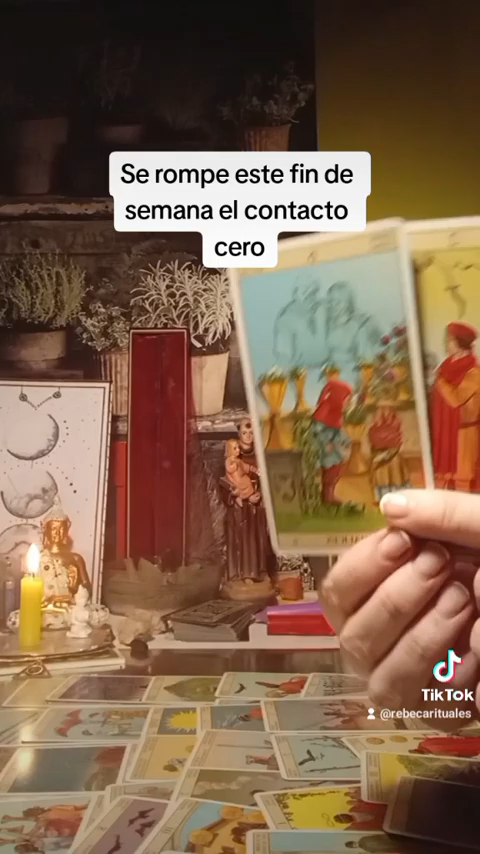 Se rompe este fin de
semana el contacto
cero
TikTok
@rebecarituales